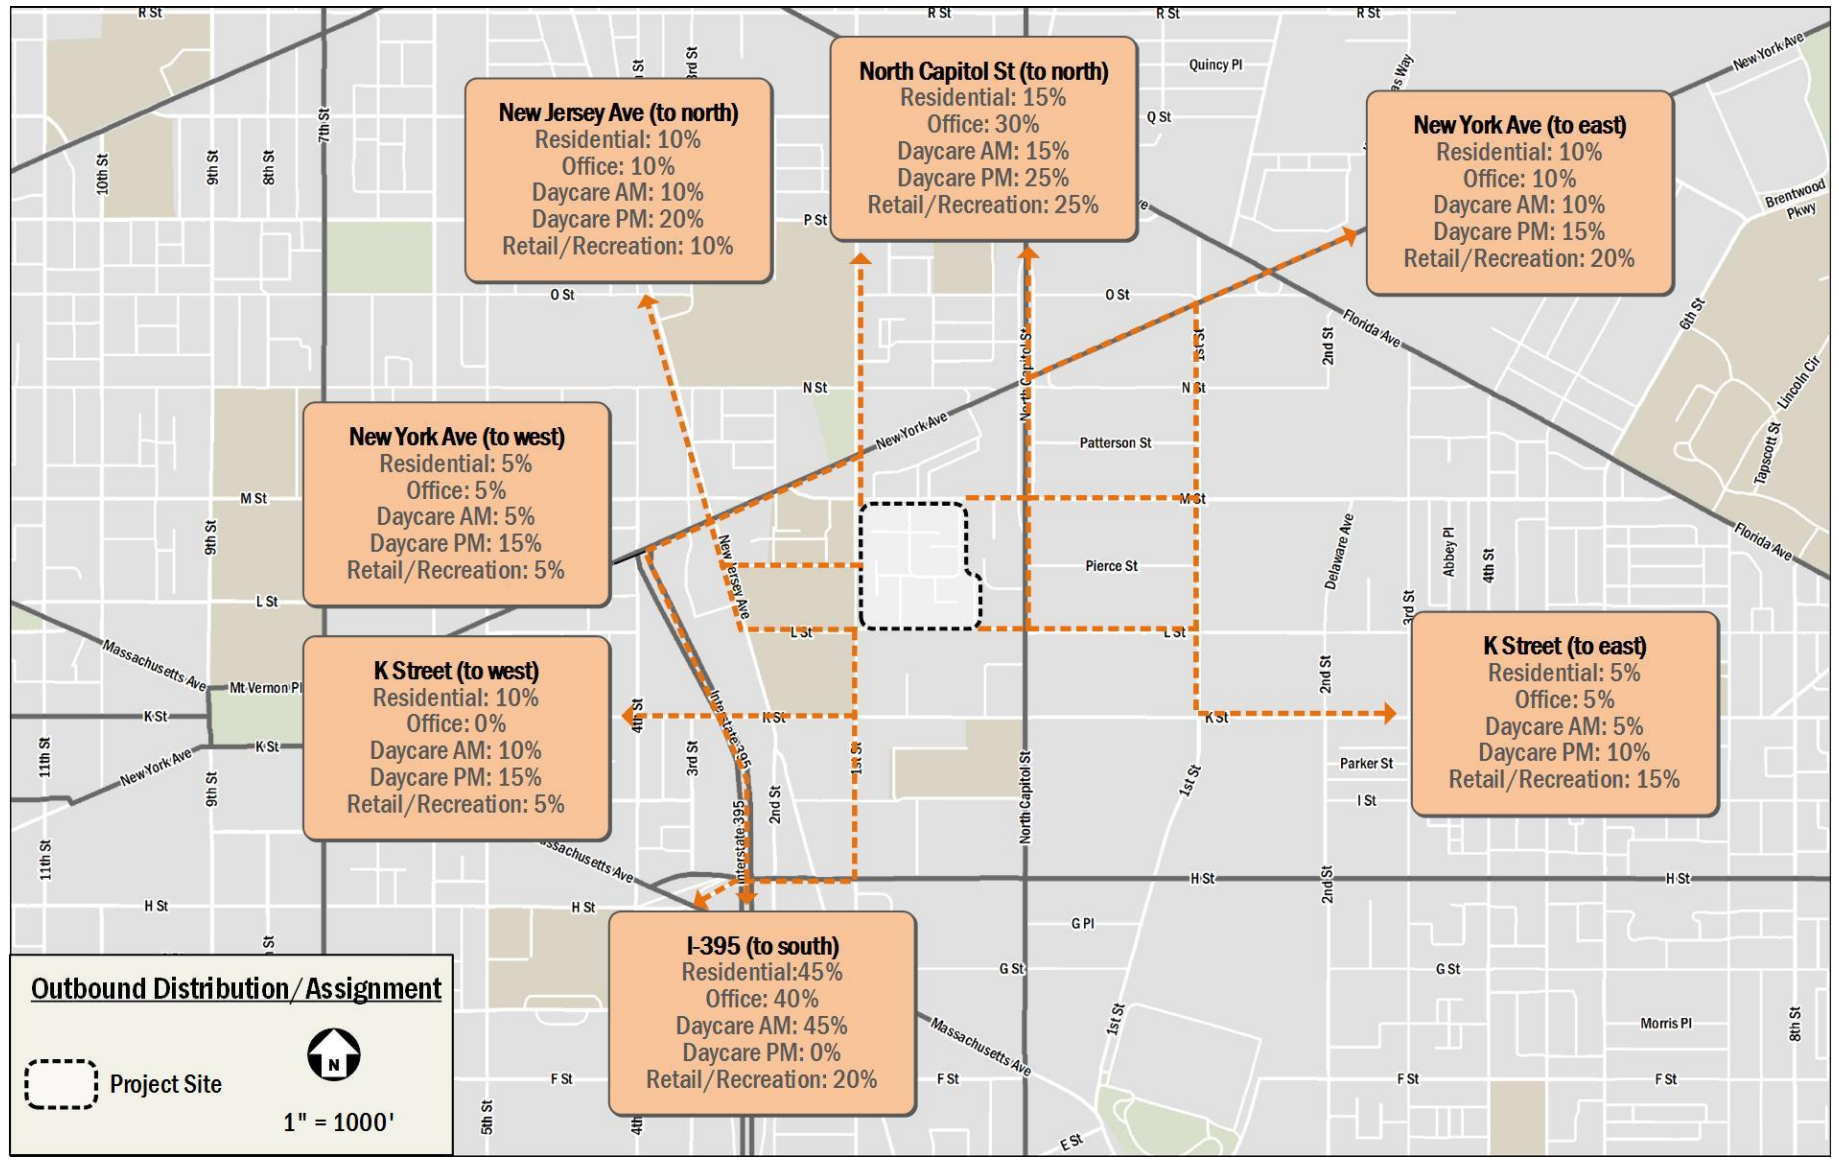 R St
R St
R St
R St
New York Ave
Quincy Pl
7th St
3rd St
Q St
10th St
9th St
8th St
P St
Brentwood
Pkwy
New Jersey Ave (to north)
Residential: 10%
Office: 10%
Daycare AM: 10%
Daycare PM: 20%
Retail/Recreation: 10%
North Capitol St (to north)
Residential: 15%
Office: 30%
Daycare AM: 15%
Daycare PM: 25%
Retail/Recreation: 25%
New York Ave (to east)
Residential: 10%
Office: 10%
Daycare AM: 10%
Daycare PM: 15%
Retail/Recreation: 20%
O St
O St
Florida Ave
6th St
North Capitol St
1st St
2nd St
N St
N St
Lincoln Cir
New York Ave
Patterson St
Tapscott St
New York Ave (to west)
Residential: 5%
Office: 5%
Daycare AM: 5%
Daycare PM: 15%
Retail/Recreation: 5%
M St
M St
9th St
New Jersey Ave
Pierce St
Delaware Ave
Abbey Pl
4th St
Florida Ave
3rd St
L St
L St
L St
Massachusetts Ave
Mt Vernon Pl
K St (to west)
K Street (to west)
Residential: 10%
Office: 0%
Daycare AM: 10%
Daycare PM: 15%
Retail/Recreation: 5%
K Street (to east)
Residential: 5%
Office: 5%
Daycare AM: 5%
Daycare PM: 10%
Retail/Recreation: 15%
2nd St
4th St
K St
K St
K St
K St
Interstate 395
11th St
New York Ave
9th St
3rd St
1st St
2nd St
North Capitol St
1st St
Parker St
I St
Interstate 395
11th St
H St
H St
2nd St
H St
H St
G Pl
G St
G St
I-395 (to south)
Residential:45%
Office: 40%
Daycare AM: 45%
Daycare PM: 0%
Retail/Recreation: 20%
Massachusetts Ave
1st St
Morris Pl
8th St
Outbound Distribution/Assignment
N
Project Site
1" = 1000'
5th St
F St
F St
F St
F St
E St